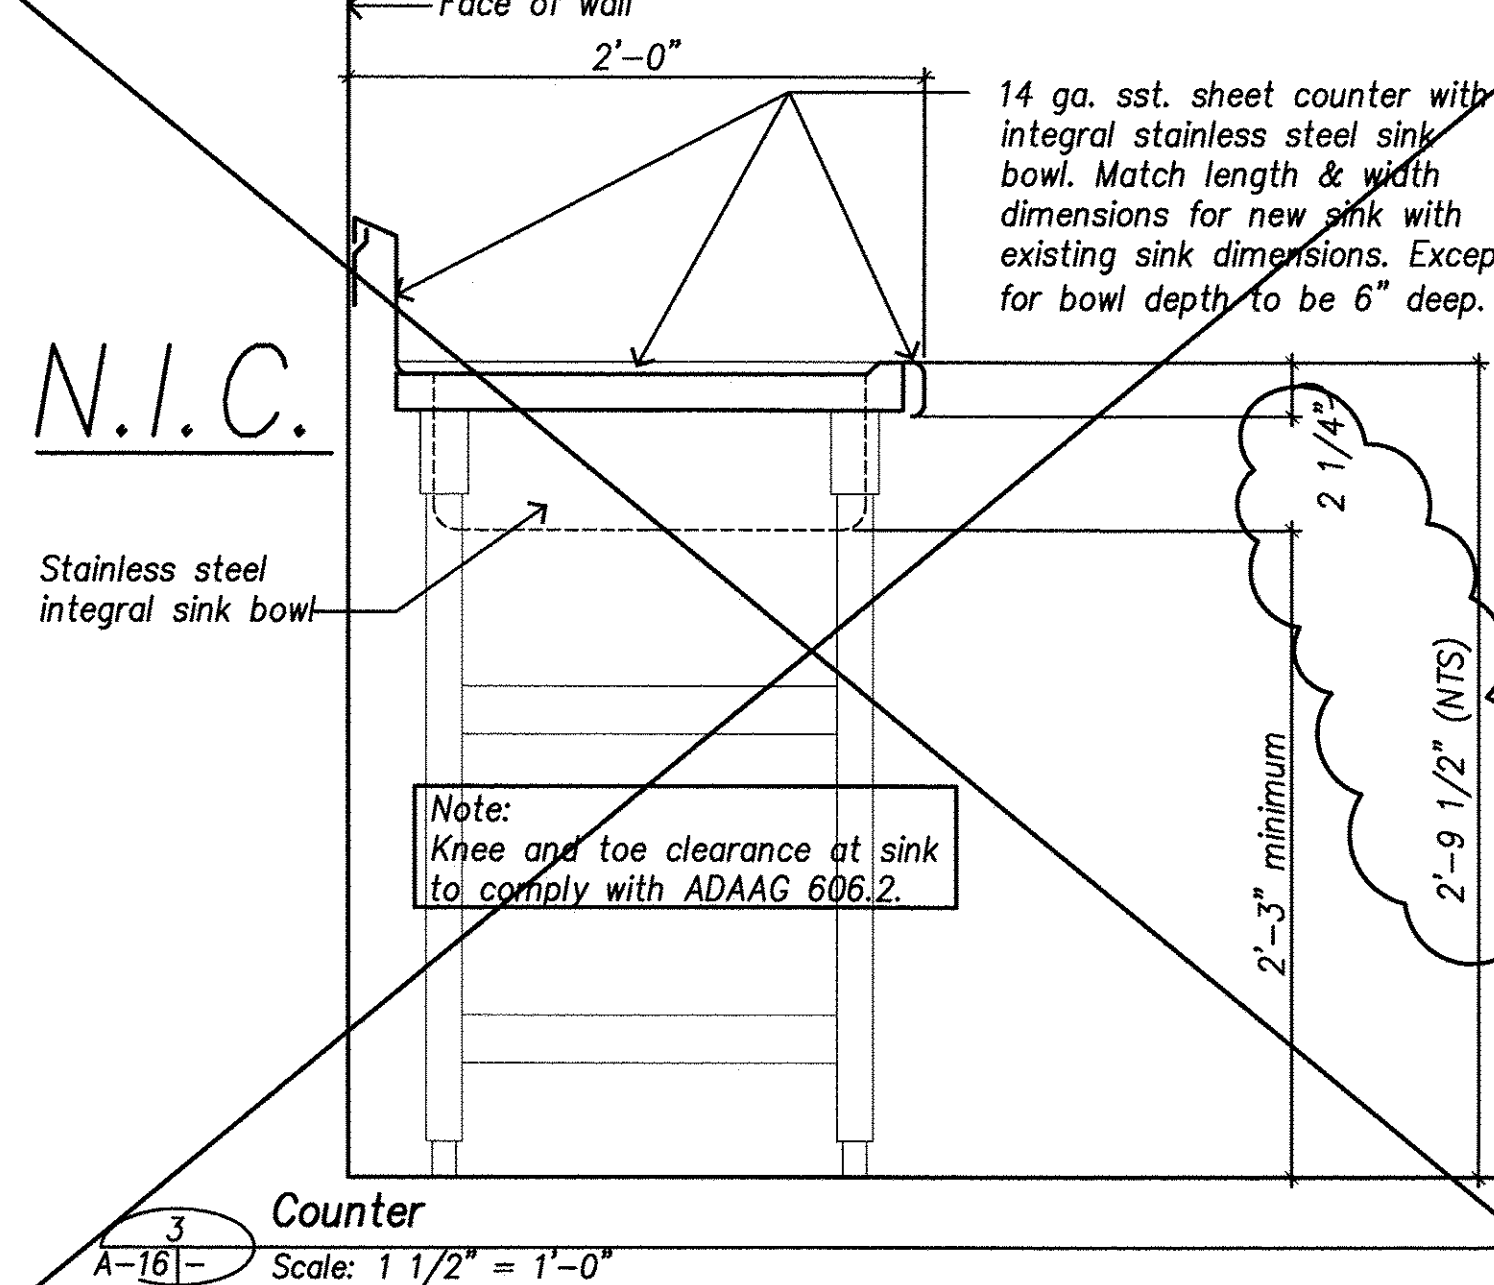 Face of wall
2'-0"
14 ga. sst. sheet counter with
integral stainless steel sink
bowl. Match length & width
dimensions for new sink with
existing sink dimensions. Excep
for bowl depth to be 6" deep.
N.I.C.
2 1/4"
Stainless steel
integral sink bowl
2'-9 1/2" (NTS)
2'-3" minimum
Note:
Knee and toe clearance at sink
to comply with ADAAG 606.2.
3
A-16 -
Counter
Scale: 1 1/2" = 1'-0"